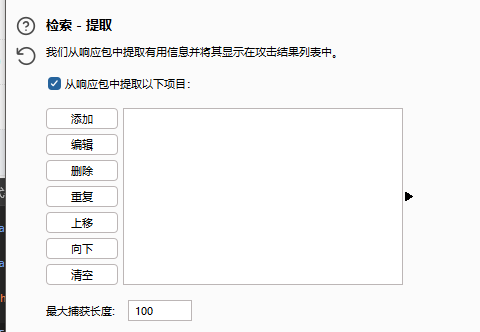 检索 - 提取
我们从响应包中提取有用信息并将其显示在攻击结果列表中。
从响应包中提取以下项目:
添加
编辑
删除
重复
上移
向下
清空
最大捕获长度: 100